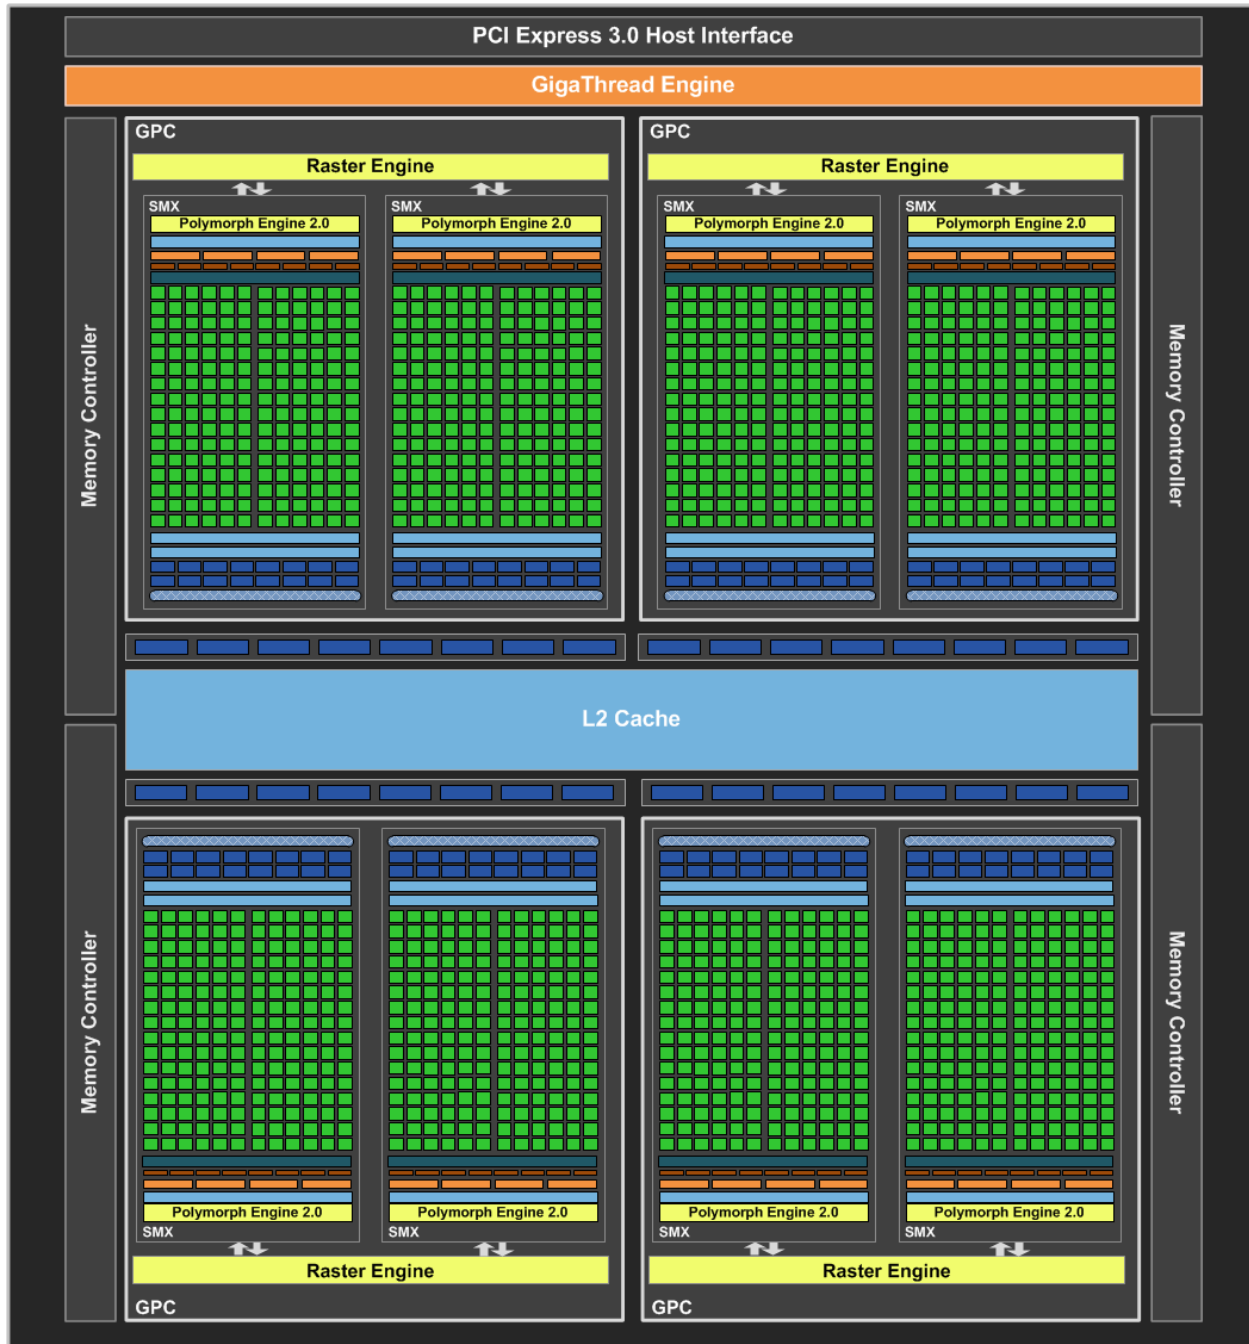 PCI Express 3.0 Host Interface
GigaThread Engine
Memory Controller
GPC
Raster Engine
SMX
Polymorph Engine 2.0
SMX
Polymorph Engine 2.0
GPC
Raster Engine
SMX
Polymorph Engine 2.0
SMX
Polymorph Engine 2.0
Memory Controller
L2 Cache
Memory Controller
Polymorph Engine 2.0
SMX
Polymorph Engine 2.0
SMX
Raster Engine
GPC
Polymorph Engine 2.0
SMX
Polymorph Engine 2.0
SMX
Raster Engine
GPC
Memory Controller